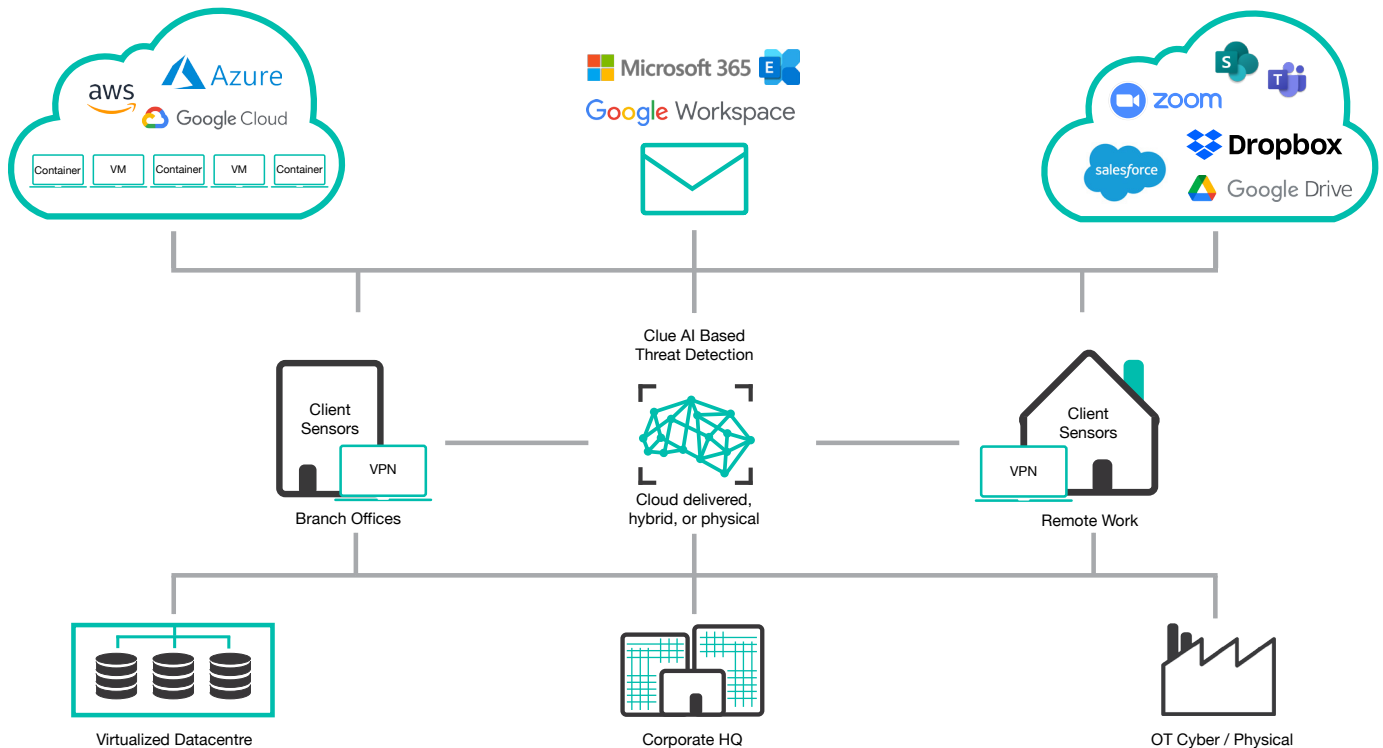 aws
Azure
Google Cloud
Container
VM
Container
VM
Container
Microsoft 365
E
Google Workspace
S
T
zoom
Dropbox
salesforce
Google Drive
Clue AI Based
Threat Detection
Client
Sensors
VPN
Branch Offices
Cloud delivered,
hybrid, or physical
Client
Sensors
VPN
Remote Work
Virtualized Datacentre
Corporate HQ
OT Cyber / Physical